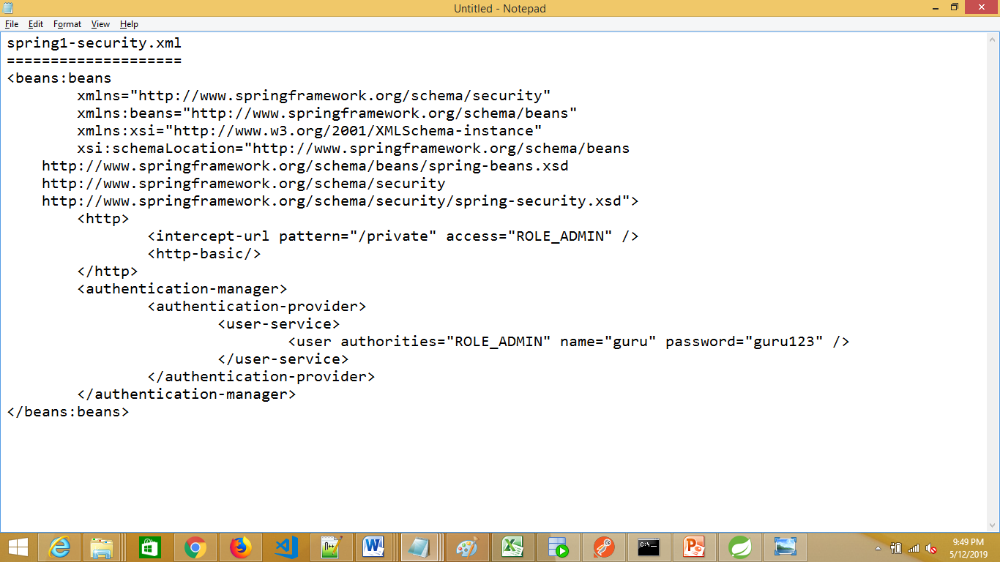 Untitled - Notepad
File Edit Format View Help
spring1-security.xml
====================
<beans:beans
        xmlns="http://www.springframework.org/schema/security"
        xmlns:beans="http://www.springframework.org/schema/beans"
        xmlns:xsi="http://www.w3.org/2001/XMLSchema-instance"
        xsi:schemaLocation="http://www.springframework.org/schema/beans
    http://www.springframework.org/schema/beans/spring-beans.xsd
    http://www.springframework.org/schema/security
    http://www.springframework.org/schema/security/spring-security.xsd">
        <http>
                <intercept-url pattern="/private" access="ROLE_ADMIN" />
                <http-basic/>
        </http>
        <authentication-manager>
                <authentication-provider>
                        <user-service>
                                <user authorities="ROLE_ADMIN" name="guru" password="guru123" />
                        </user-service>
                </authentication-provider>
        </authentication-manager>
</beans:beans>
9:49 PM
5/12/2019